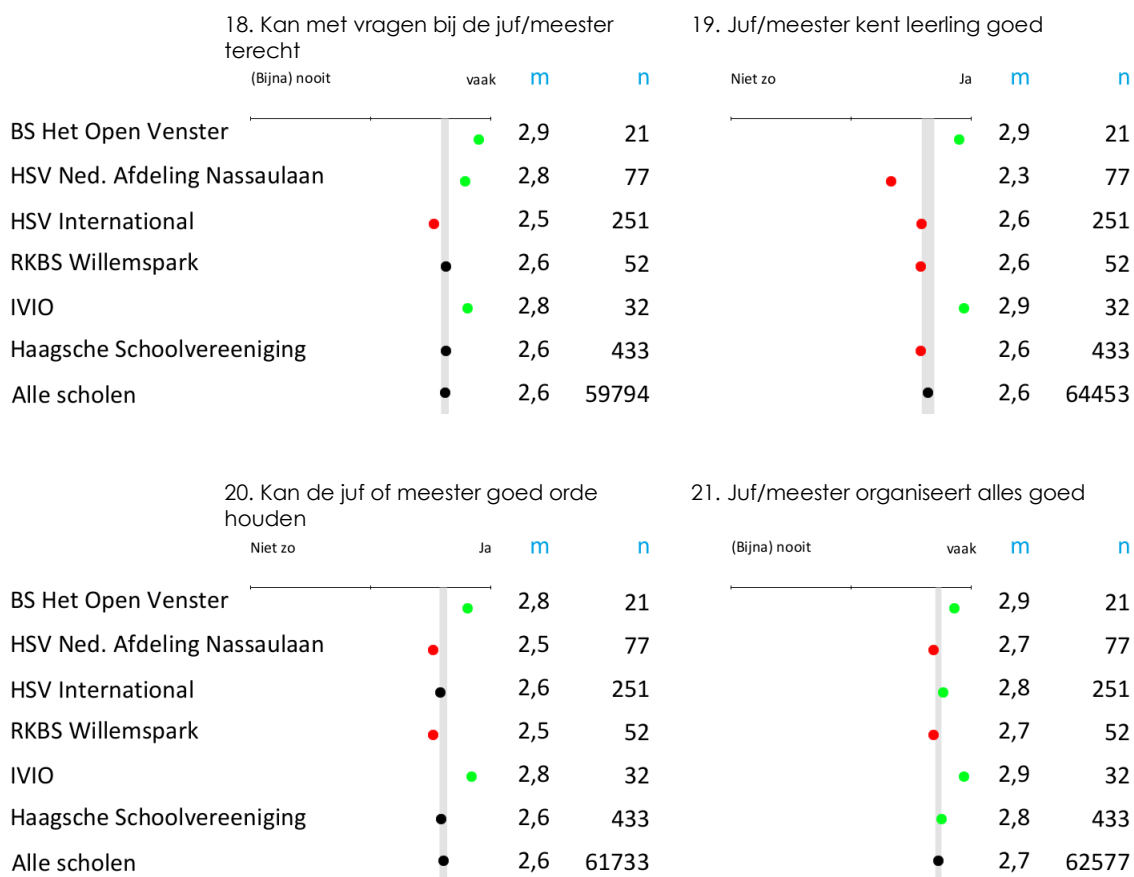 18. Kan met vragen bij de juf/meester
terecht
(Bijna) nooit vaak m n
BS Het Open Venster 2,9 21
HSV Ned. Afdeling Nassaulaan 2,8 77
HSV International 2,5 251
RKBS Willemspark 2,6 52
IVIO 2,8 32
Haagsche Schoolvereeniging 2,6 433
Alle scholen 2,6 59794
19. Juf/meester kent leerling goed
Niet zo Ja m n
2,9 21
2,3 77
2,6 251
2,6 52
2,9 32
2,6 433
2,6 64453
20. Kan de juf of meester goed orde
houden
Niet zo Ja m n
BS Het Open Venster 2,8 21
HSV Ned. Afdeling Nassaulaan 2,5 77
HSV International 2,6 251
RKBS Willemspark 2,5 52
IVIO 2,8 32
Haagsche Schoolvereeniging 2,6 433
Alle scholen 2,6 61733
21. Juf/meester organiseert alles goed
(Bijna) nooit vaak m n
2,9 21
2,7 77
2,8 251
2,7 52
2,9 32
2,8 433
2,7 62577